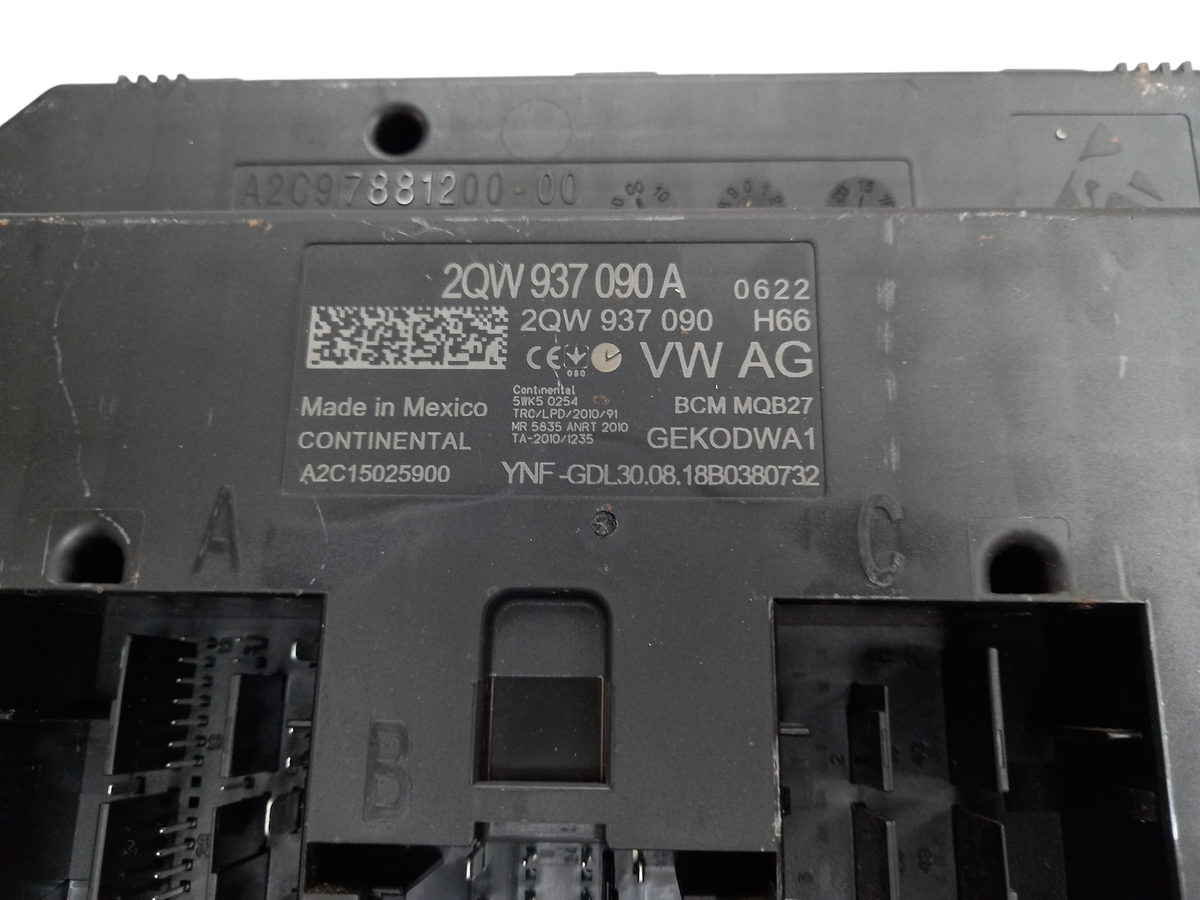 A2C97881200-00
2QW 937 090 A 0622
2QW 937 090 H66
CE 080 VW AG
Continental
5WK5 0254
TRC/LPD/2010/91
MR 5835 ANRT 2010
TA-2010/1235
Made in Mexico BCM MQB27
CONTINENTAL GEKODWA1
A2C15025900 YNF-GDL30.08.18B0380732
A
C
B